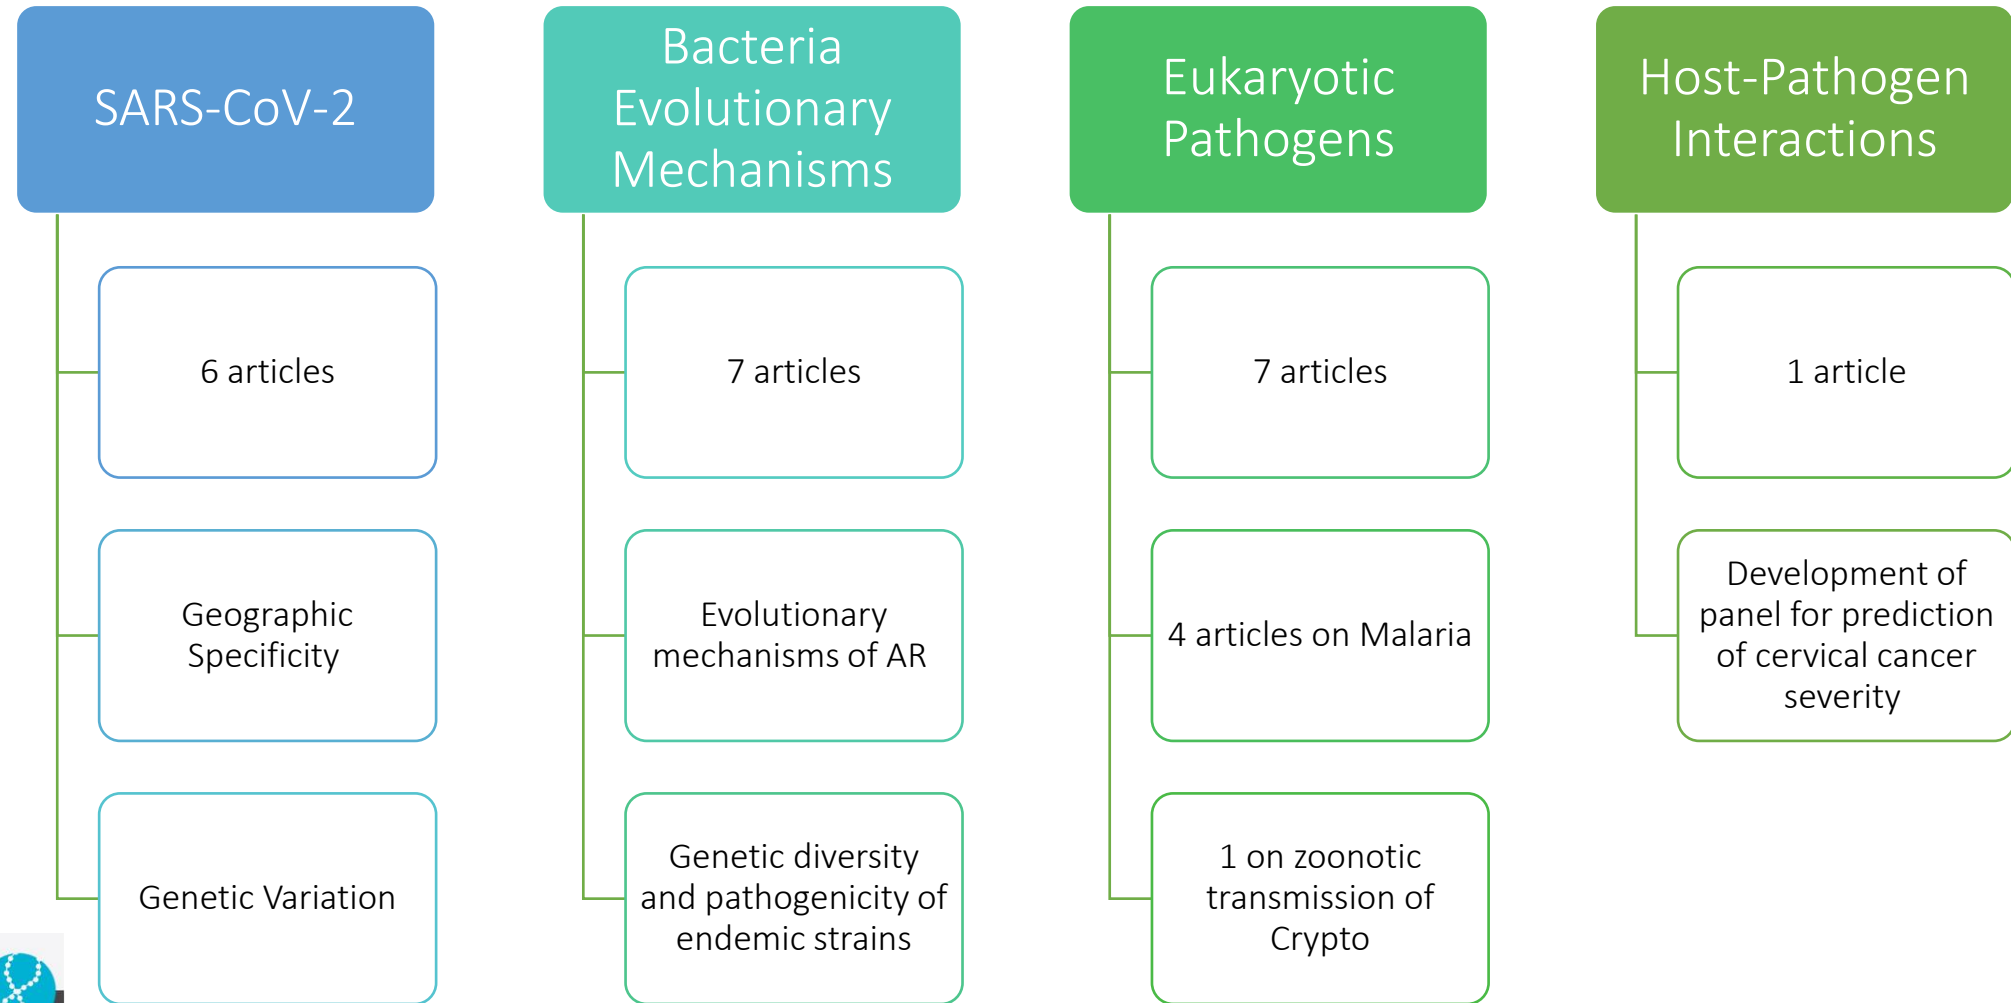 SARS-CoV-2
6 articles
Geographic
Specificity
Genetic Variation
Bacteria
Evolutionary
Mechanisms
7 articles
Evolutionary
mechanisms of AR
Genetic diversity
and pathogenicity of
endemic strains
Eukaryotic
Pathogens
7 articles
4 articles on Malaria
1 on zoonotic
transmission of
Crypto
Host-Pathogen
Interactions
1 article
Development of
panel for prediction
of cervical cancer
severity